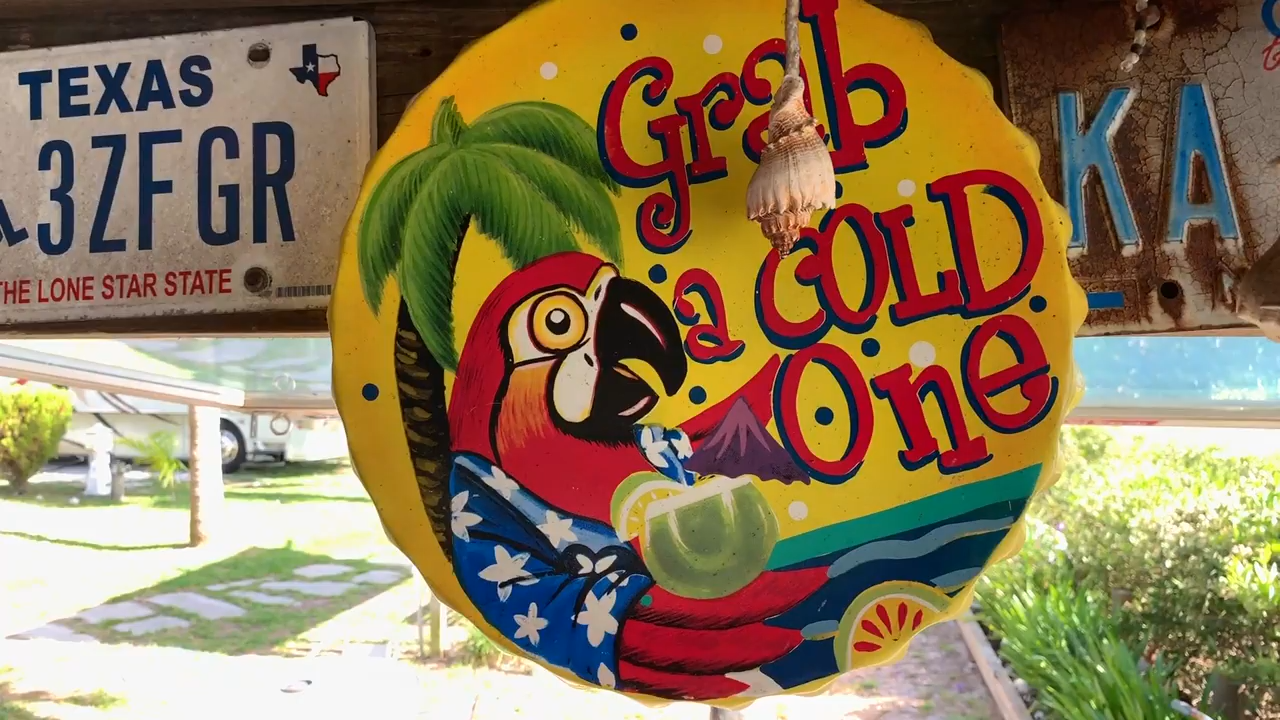 TEXAS
3ZFGR
THE LONE STAR STATE
Grab
a COLD
One
KA